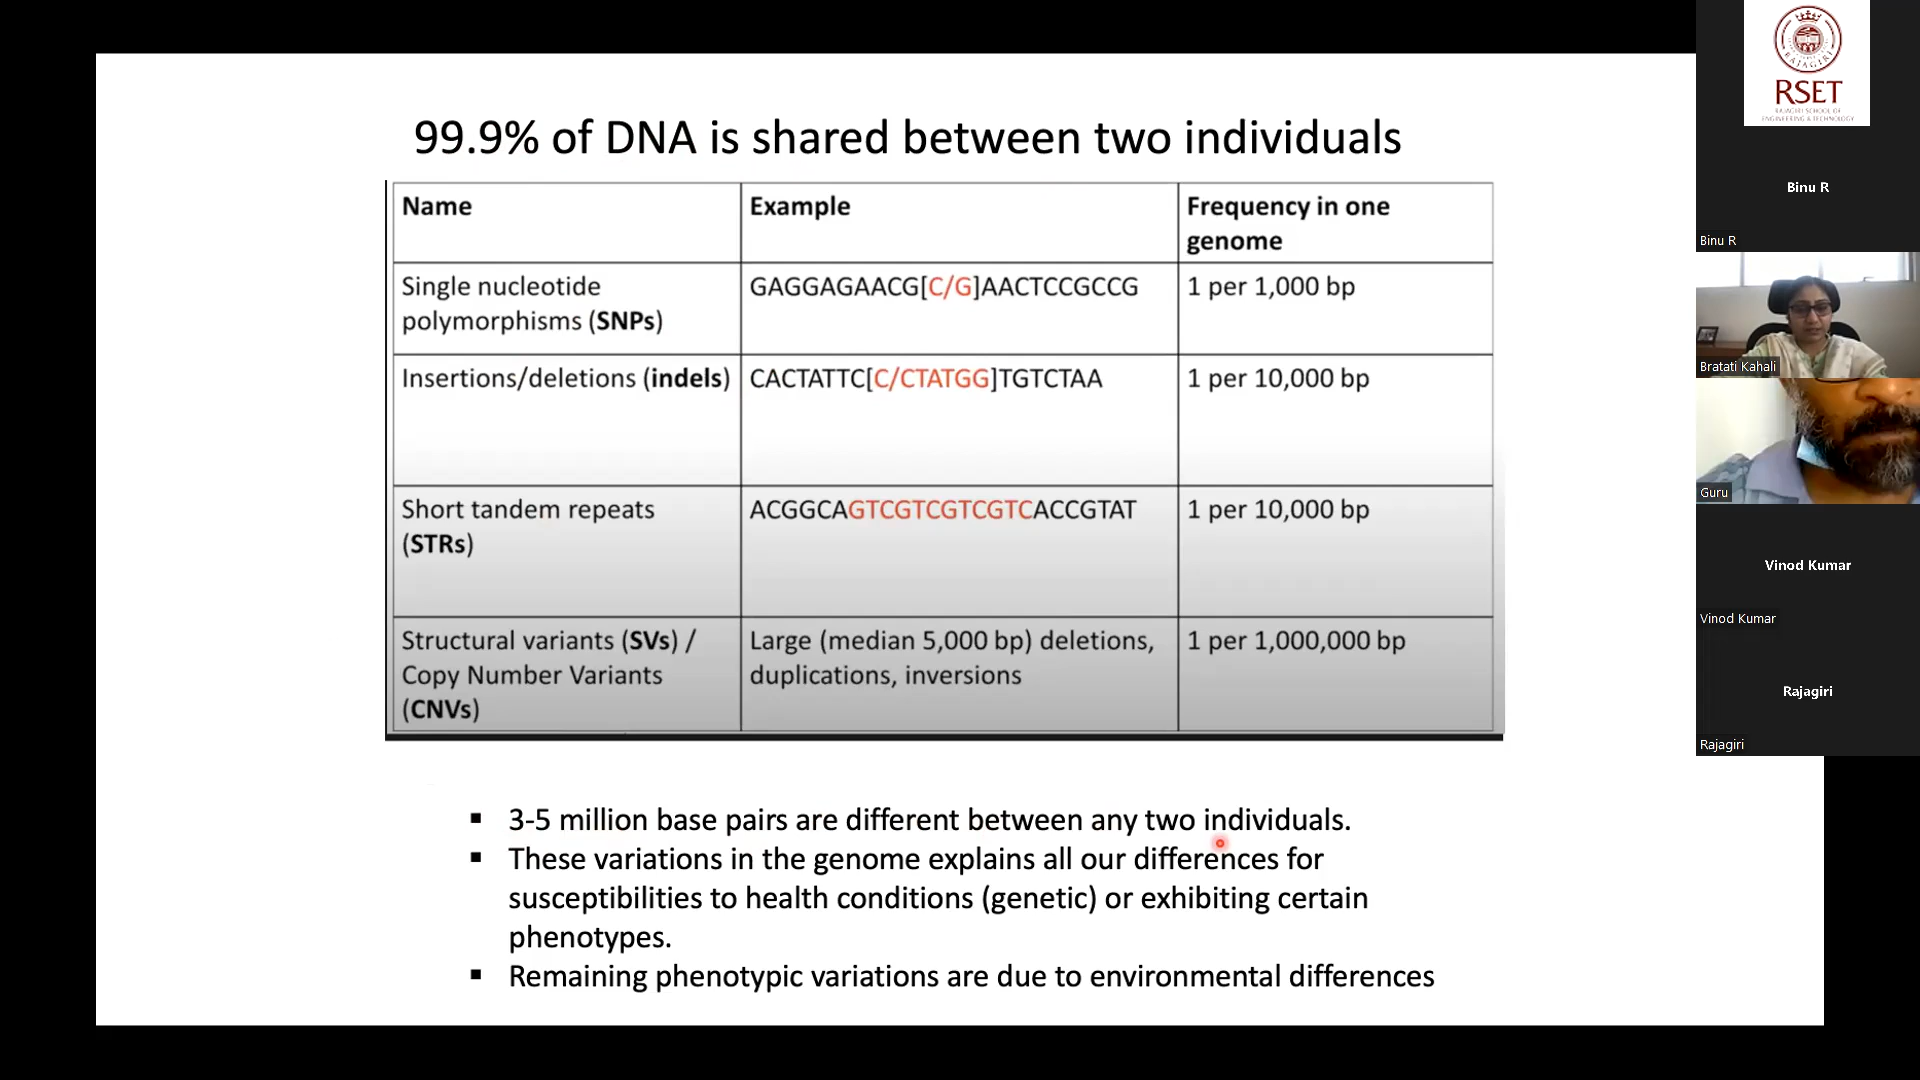 99.9% of DNA is shared between two individuals
Name
Example
Frequency in one
genome
Single nucleotide
polymorphisms (SNPs)
GAGGAGAACG[C/G]AACTCCGCCG
1 per 1,000 bp
Insertions/deletions (indels)
CACTATTC[C/CTATGG]TGTCTAA
1 per 10,000 bp
Short tandem repeats
(STRs)
ACGGCAGTCGTCGTCGTCACCGTAT
1 per 10,000 bp
Structural variants (SVs) /
Copy Number Variants
(CNVs)
Large (median 5,000 bp) deletions,
duplications, inversions
1 per 1,000,000 bp
▪ 3-5 million base pairs are different between any two individuals.
▪ These variations in the genome explains all our differences for
susceptibilities to health conditions (genetic) or exhibiting certain
phenotypes.
▪ Remaining phenotypic variations are due to environmental differences
RAJAGIRI
RSET
RAJAGIRI SCHOOL OF
ENGINEERING & TECHNOLOGY
Binu R
Binu R
Bratati Kahali
Guru
Vinod Kumar
Vinod Kumar
Rajagiri
Rajagiri